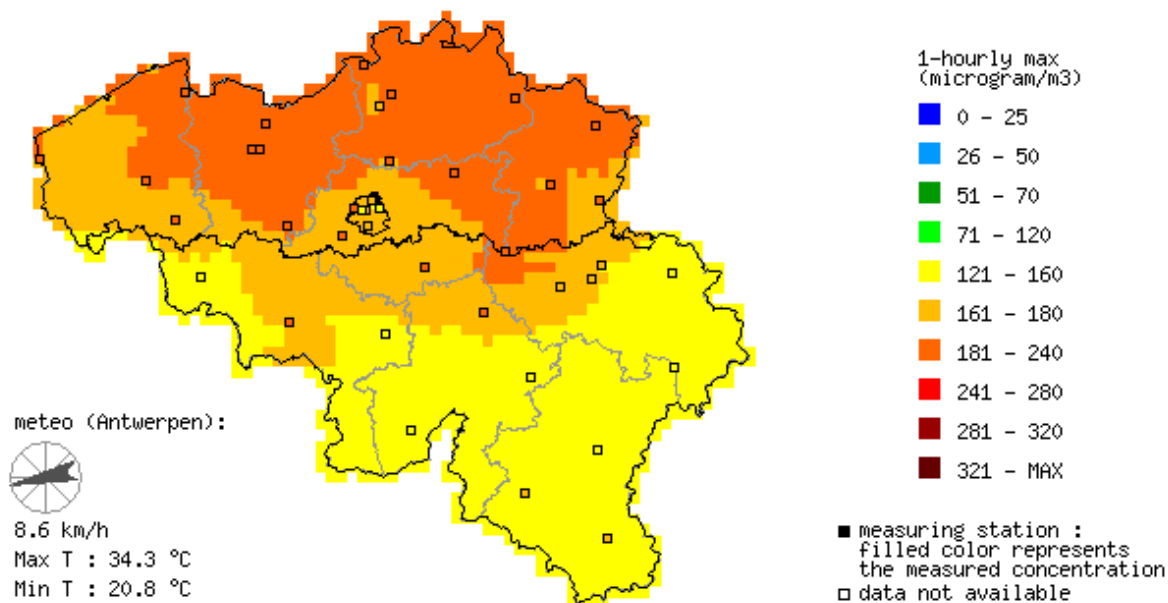 1-hourly max
(microgram/m3)
0 - 25
26 - 50
51 - 70
71 - 120
121 - 160
161 - 180
181 - 240
241 - 280
281 - 320
321 - MAX
meteo (Antwerpen):
8.6 km/h
Max T : 34.3 °C
Min T : 20.8 °C
measuring station :
filled color represents
the measured concentration
data not available